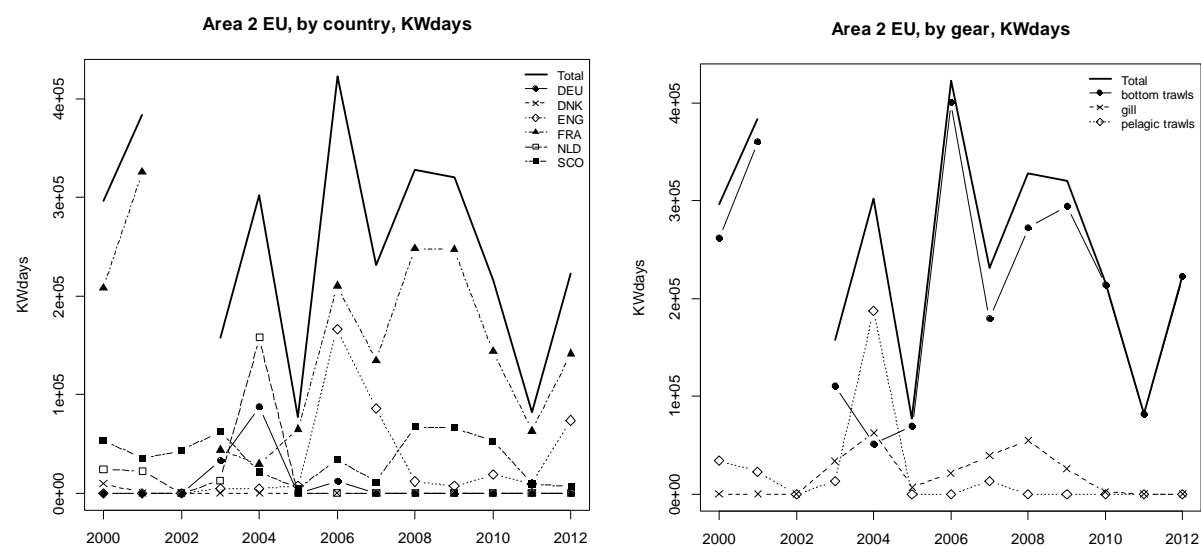 Area 2 EU, by country, KWdays
KWdays
4e+05
3e+05
2e+05
1e+05
0e+00
Total
DEU
DNK
ENG
FRA
NLD
SCO
2000 2002 2004 2006 2008 2010 2012
Area 2 EU, by gear, KWdays
KWdays
4e+05
3e+05
2e+05
1e+05
0e+00
Total
bottom trawls
gill
pelagic trawls
2000 2002 2004 2006 2008 2010 2012